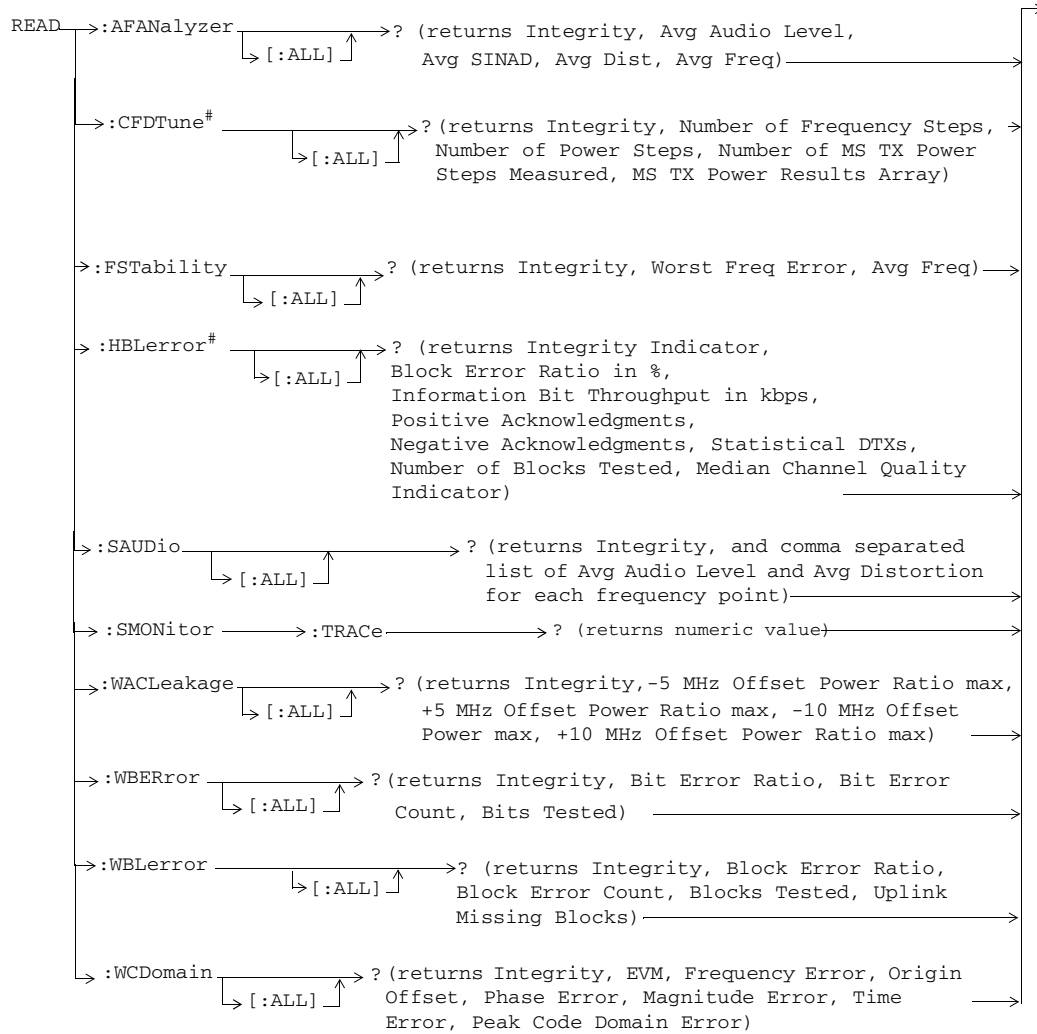 READ :AFANalyzer ? (returns Integrity, Avg Audio Level,
[:ALL] Avg SINAD, Avg Dist, Avg Freq)
:CFDTune# ? (returns Integrity, Number of Frequency Steps,
[:ALL] Number of Power Steps, Number of MS TX Power
Steps Measured, MS TX Power Results Array)
:FSTability ? (returns Integrity, Worst Freq Error, Avg Freq)
[:ALL]
:HBLerror# ? (returns Integrity Indicator,
[:ALL] Block Error Ratio in %,
Information Bit Throughput in kbps,
Positive Acknowledgments,
Negative Acknowledgments, Statistical DTXs,
Number of Blocks Tested, Median Channel Quality
Indicator)
:SAUDio ? (returns Integrity, and comma separated
[:ALL] list of Avg Audio Level and Avg Distortion
for each frequency point)
:SMONitor :TRACe ? (returns numeric value)
:WACLeakage ? (returns Integrity,-5 MHz Offset Power Ratio max,
[:ALL] +5 MHz Offset Power Ratio max, -10 MHz Offset
Power max, +10 MHz Offset Power Ratio max)
:WBERror ? (returns Integrity, Bit Error Ratio, Bit Error
[:ALL] Count, Bits Tested)
:WBLerror ? (returns Integrity, Block Error Ratio,
[:ALL] Block Error Count, Blocks Tested, Uplink
Missing Blocks)
:WCDomain ? (returns Integrity, EVM, Frequency Error, Origin
[:ALL] Offset, Phase Error, Magnitude Error, Time
Error, Peak Code Domain Error)